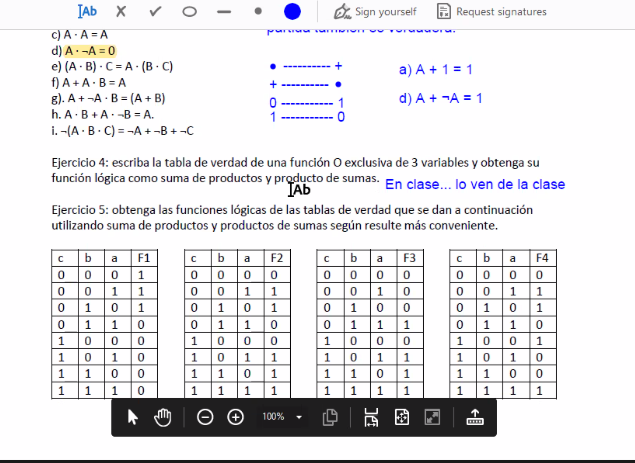 Ab Sign yourself Request signatures
c) A · A = A
d) A · ¬A = 0
e) (A · B) · C = A · (B · C)
f) A + A · B = A
g). A + ¬A · B = (A + B)
h. A · B + A · ¬B = A.
i. ¬(A · B · C) = ¬A + ¬B + ¬C
• ---------- +
+ ---------- •
0 ----------- 1
1 ----------- 0
a) A + 1 = 1
d) A + ¬A = 1
Ejercicio 4: escriba la tabla de verdad de una función O exclusiva de 3 variables y obtenga su
función lógica como suma de productos y producto de sumas.
Ab
En clase... lo ven de la clase
Ejercicio 5: obtenga las funciones lógicas de las tablas de verdad que se dan a continuación
utilizando suma de productos y productos de sumas según resulte más conveniente.
c b a F1 c b a F2 c b a F3 c b a F4
0 0 0 1 0 0 0 0 0 0 0 0 0 0 0 0
0 0 1 1 0 0 1 1 0 0 1 0 0 0 1 1
0 1 0 1 0 1 0 1 0 1 0 0 0 1 0 1
0 1 1 0 0 1 1 0 0 1 1 1 0 1 1 0
1 0 0 0 1 0 0 0 1 0 0 0 1 0 0 1
1 0 1 0 1 0 1 1 1 0 1 1 1 0 1 0
1 1 0 0 1 1 0 1 1 1 0 1 1 1 0 0
1 1 1 0 1 1 1 1 1 1 1 1 1 1 1 1
100%